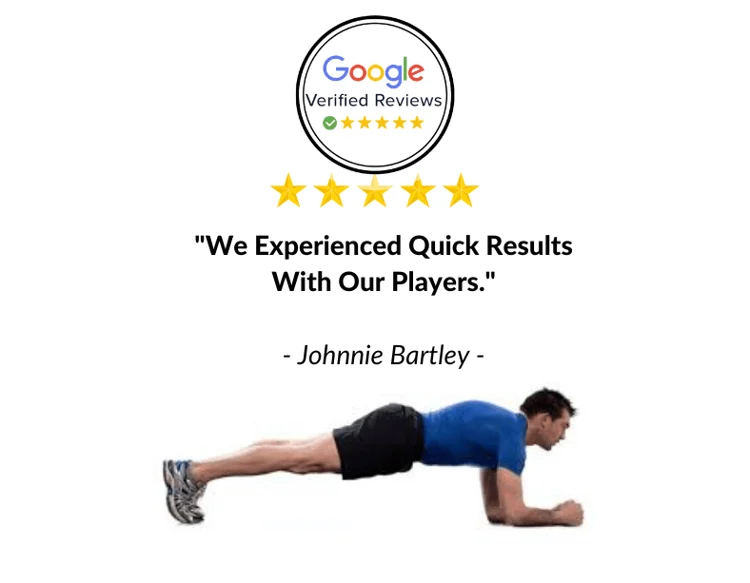 Google
Verified Reviews
"We Experienced Quick Results
With Our Players."
- Johnnie Bartley -